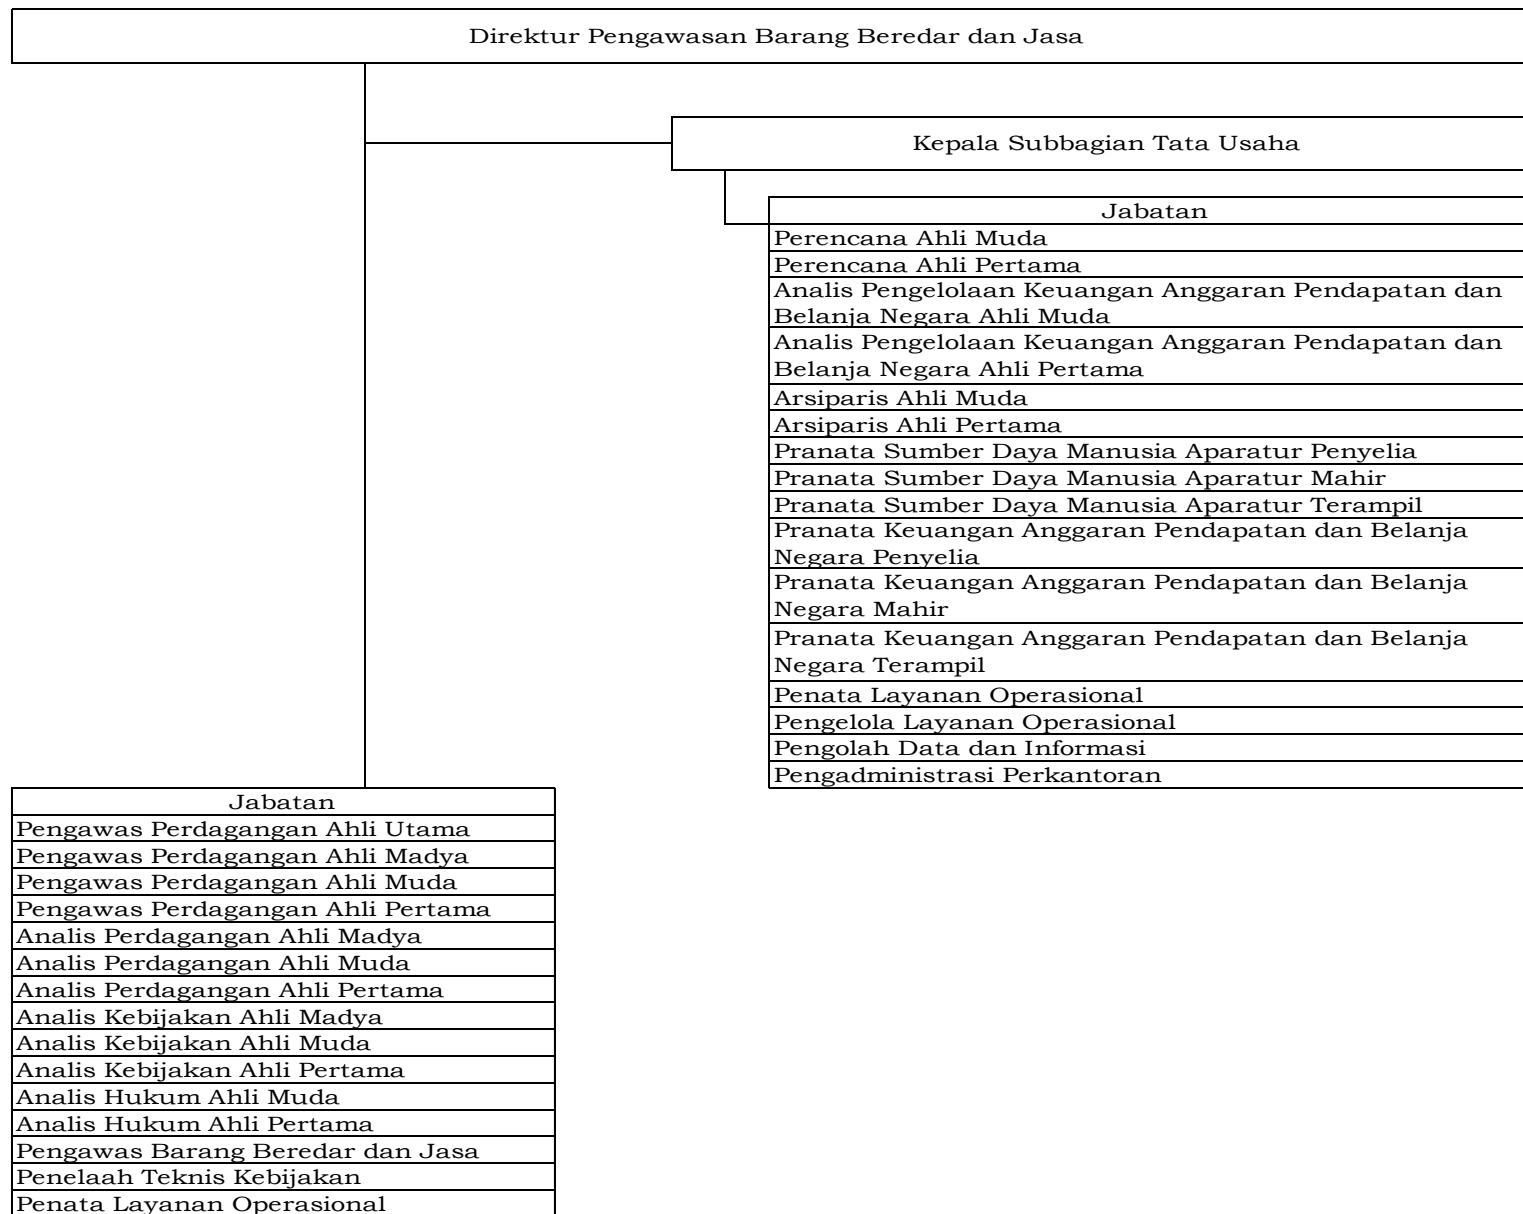 Direktur Pengawasan Barang Beredar dan Jasa
Kepala Subbagian Tata Usaha
Jabatan
Perencana Ahli Muda
Perencana Ahli Pertama
Analis Pengelolaan Keuangan Anggaran Pendapatan dan
Belanja Negara Ahli Muda
Analis Pengelolaan Keuangan Anggaran Pendapatan dan
Belanja Negara Ahli Pertama
Arsiparis Ahli Muda
Arsiparis Ahli Pertama
Pranata Sumber Daya Manusia Aparatur Penyelia
Pranata Sumber Daya Manusia Aparatur Mahir
Pranata Sumber Daya Manusia Aparatur Terampil
Pranata Keuangan Anggaran Pendapatan dan Belanja
Negara Penyelia
Pranata Keuangan Anggaran Pendapatan dan Belanja
Negara Mahir
Pranata Keuangan Anggaran Pendapatan dan Belanja
Negara Terampil
Penata Layanan Operasional
Pengelola Layanan Operasional
Pengolah Data dan Informasi
Pengadministrasi Perkantoran
Jabatan
Pengawas Perdagangan Ahli Utama
Pengawas Perdagangan Ahli Madya
Pengawas Perdagangan Ahli Muda
Pengawas Perdagangan Ahli Pertama
Analis Perdagangan Ahli Madya
Analis Perdagangan Ahli Muda
Analis Perdagangan Ahli Pertama
Analis Kebijakan Ahli Madya
Analis Kebijakan Ahli Muda
Analis Kebijakan Ahli Pertama
Analis Hukum Ahli Muda
Analis Hukum Ahli Pertama
Pengawas Barang Beredar dan Jasa
Penelaah Teknis Kebijakan
Penata Layanan Operasional